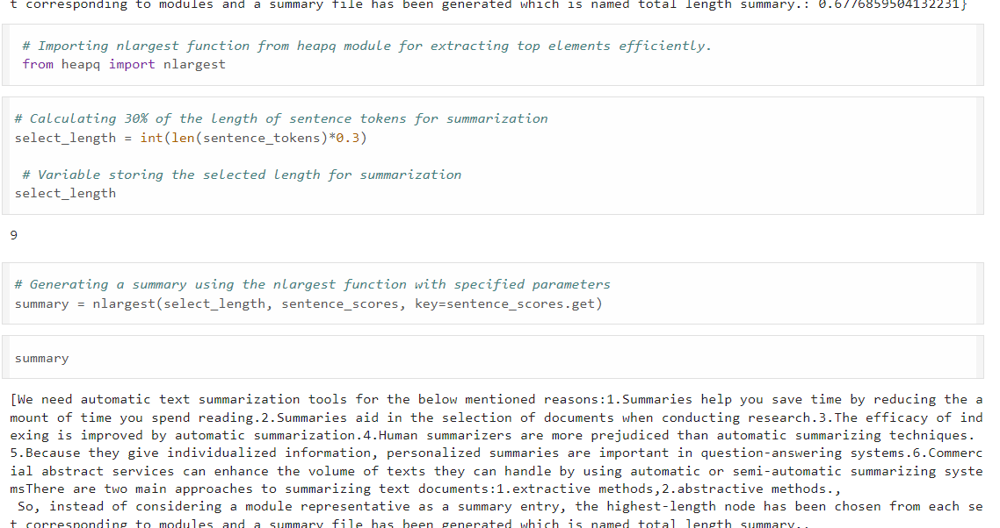 t corresponding to modules and a summary file has been generated which is named total length summary.: 0.6776859504132231}
# Importing nlargest function from heapq module for extracting top elements efficiently.
from heapq import nlargest
# Calculating 30% of the length of sentence tokens for summarization
select_length = int(len(sentence_tokens)*0.3)
# Variable storing the selected length for summarization
select_length
9
# Generating a summary using the nlargest function with specified parameters
summary = nlargest(select_length, sentence_scores, key=sentence_scores.get)
summary
[We need automatic text summarization tools for the below mentioned reasons:1.Summaries help you save time by reducing the a
mount of time you spend reading.2.Summaries aid in the selection of documents when conducting research.3.The efficacy of ind
exing is improved by automatic summarization.4.Human summarizers are more prejudiced than automatic summarizing techniques.
5.Because they give individualized information, personalized summaries are important in question-answering systems.6.Commerc
ial abstract services can enhance the volume of texts they can handle by using automatic or semi-automatic summarizing syste
msThere are two main approaches to summarizing text documents:1.extractive methods,2.abstractive methods.,
So, instead of considering a module representative as a summary entry, the highest-length node has been chosen from each se
t corresponding to modules and a summary file has been generated which is named total length summary.,